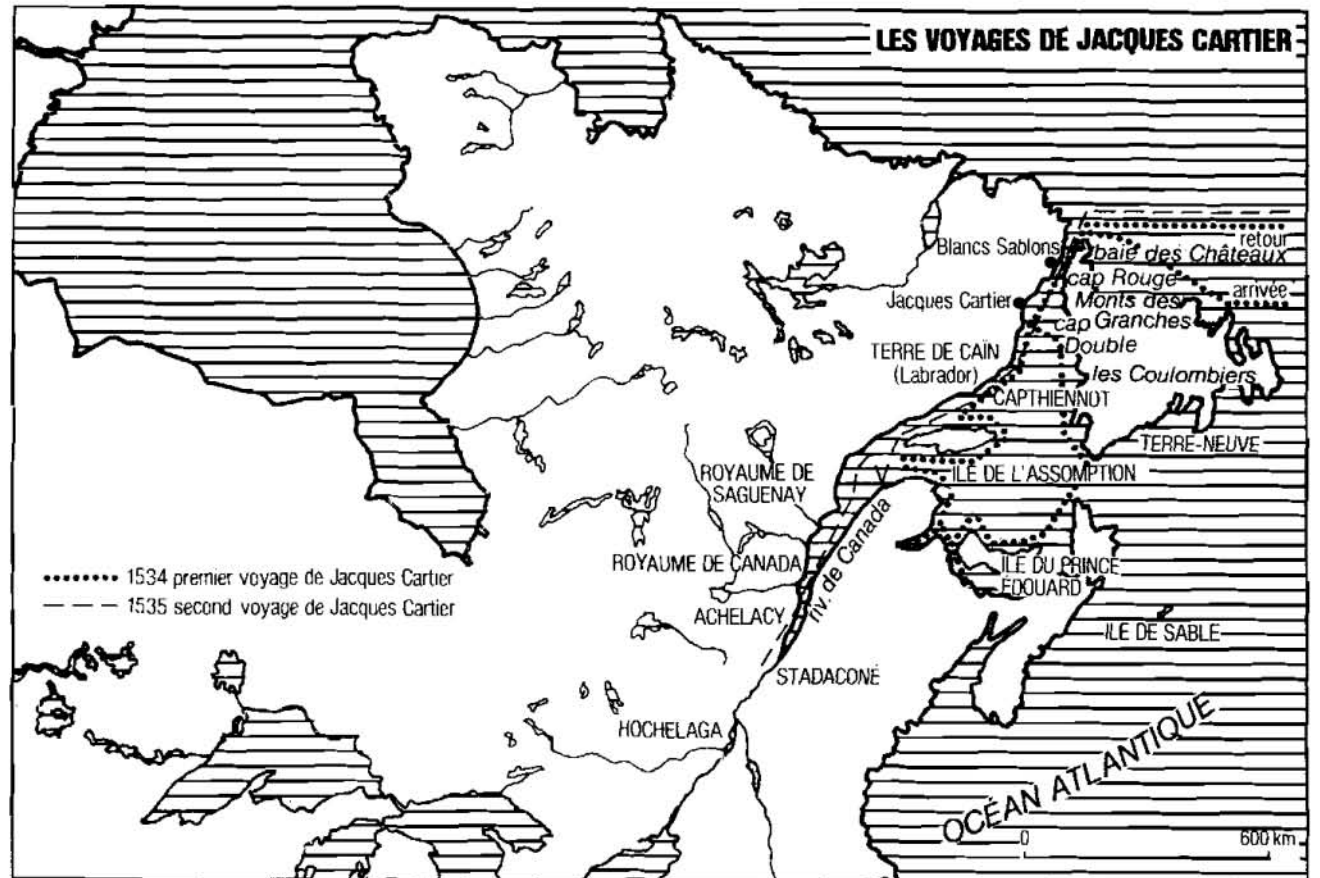 LES VOYAGES DE JACQUES CARTIER
retour
Blancs Sablons
baie des Châteaux
cap Rouge
arrivée
Jacques Cartier
Monts des
Granches
cap
Double
TERRE DE CAÏN
(Labrador)
les Coulombiers
CAPTHIENNOT
TERRE-NEUVE
ROYAUME DE
SAGUENAY
ILE DE L'ASSOMPTION
riv. de Canada
ROYAUME DE CANADA
ILE DU PRINCE
ÉDOUARD
1534 premier voyage de Jacques Cartier
1535 second voyage de Jacques Cartier
ACHELACY
ILE DE SABLE
STADACONÉ
HOCHELAGA
OCÉAN ATLANTIQUE
0
600 km